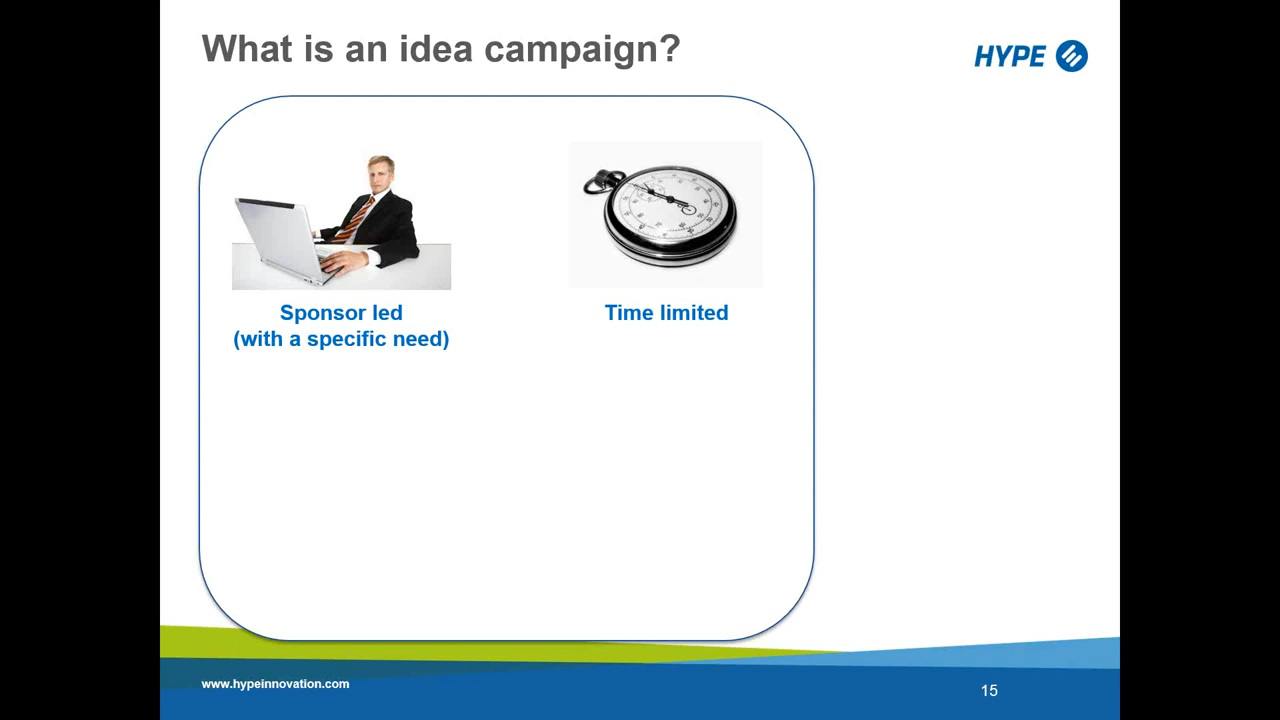 What is an idea campaign?
HYPE
Sponsor led
(with a specific need)
Time limited
www.hypeinnovation.com
15